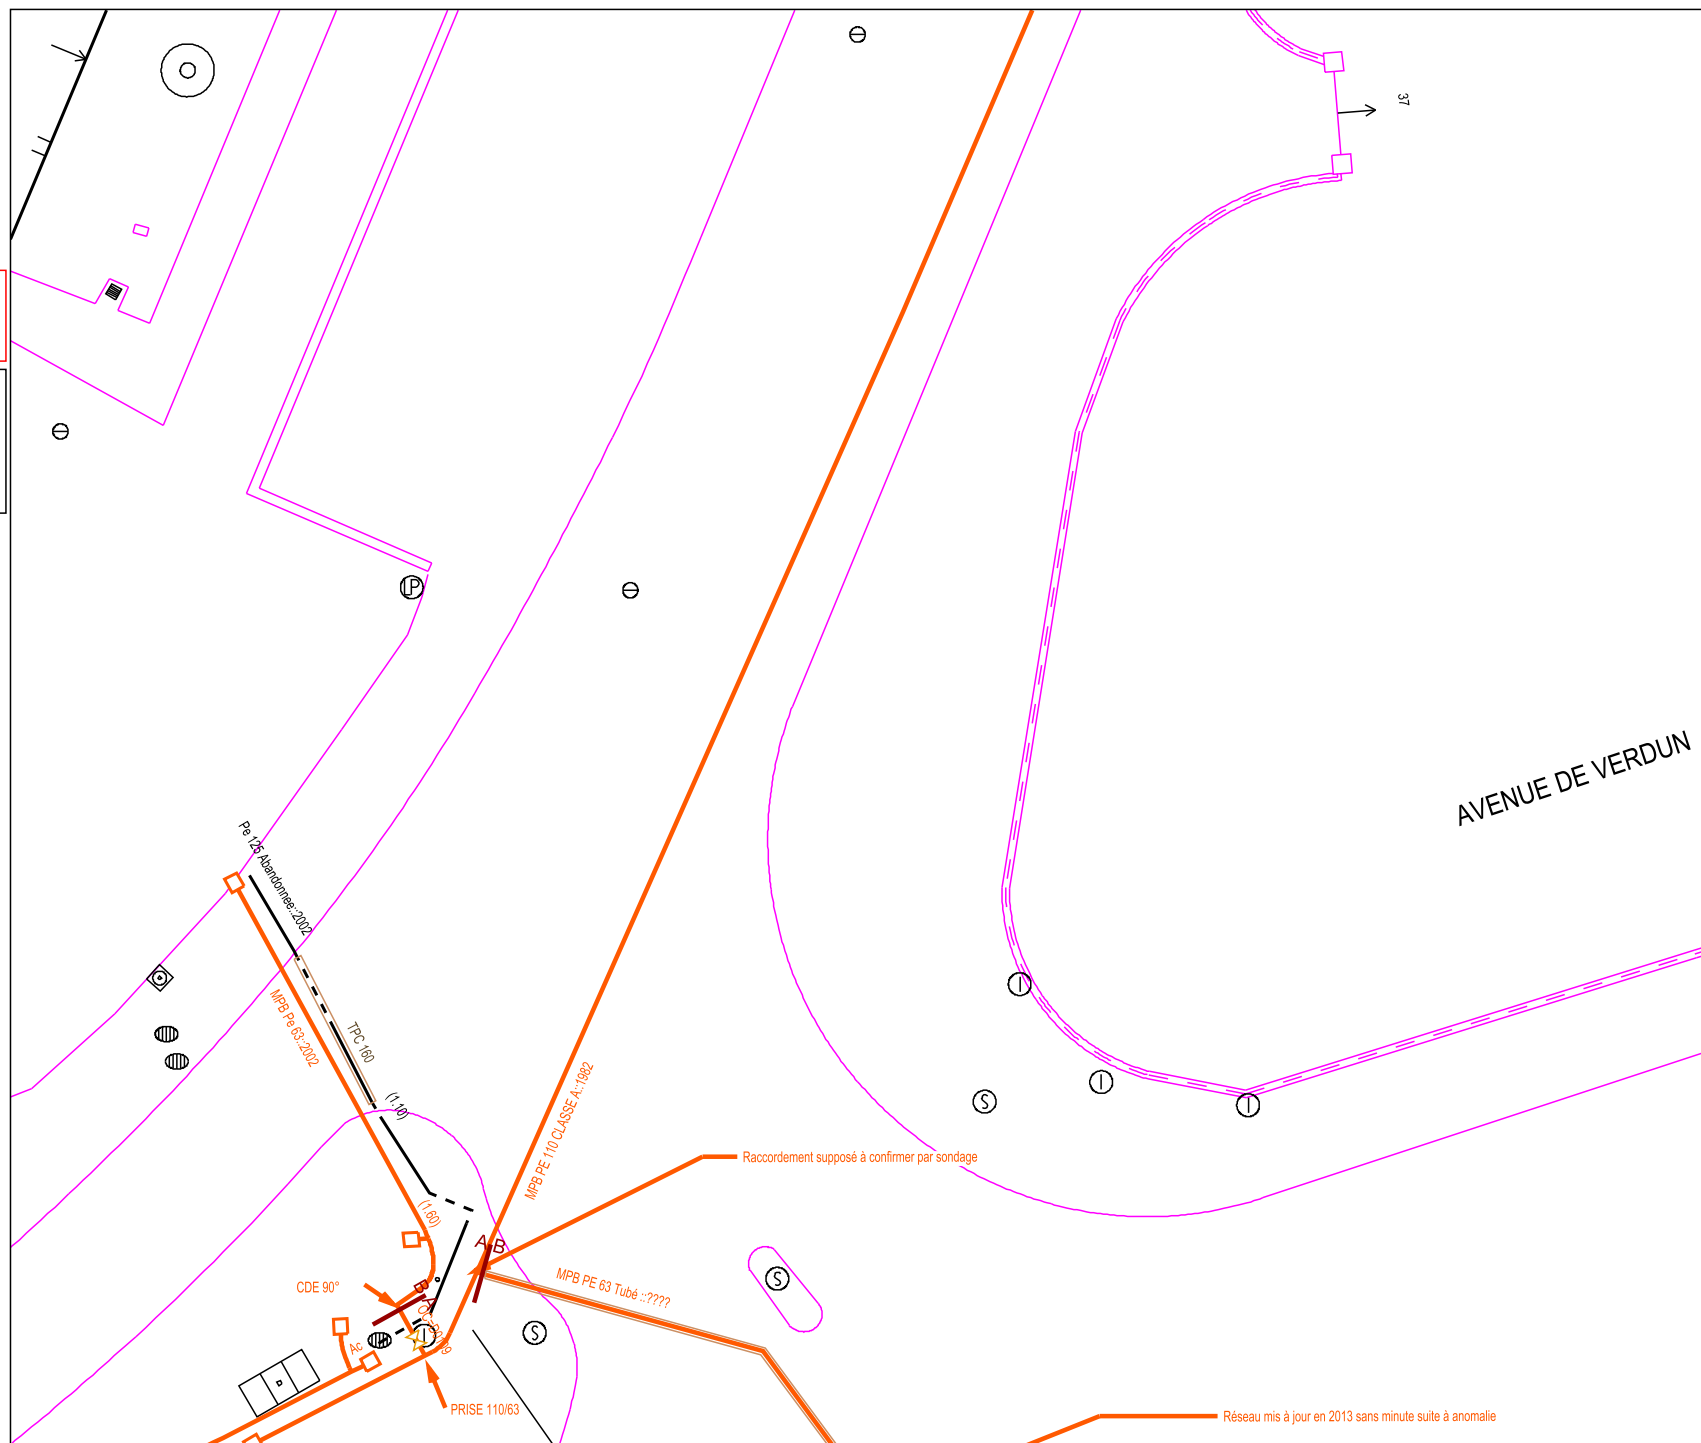 37
LP
AVENUE DE VERDUN
Pe 125 Abandonnee::2002
MPB Pe 63::2002
TPC 160
(1.10)
MPB PE 110 CLASSE A::1982
S
Raccordement supposé à confirmer par sondage
(1.60)
A B
MPB PE 63 Tubé ::????
S
CDE 90°
B
A
S
Ac
PRISE 110/63
Réseau mis à jour en 2013 sans minute suite à anomalie